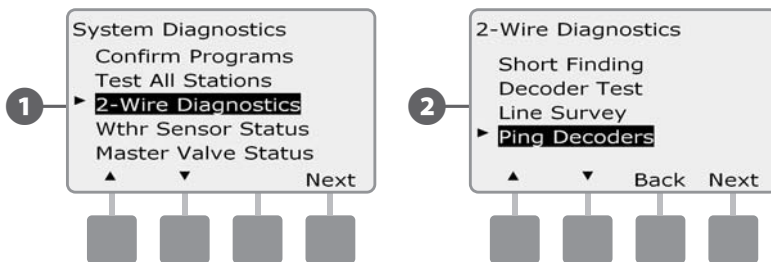 1
System Diagnostics
Confirm Programs
Test All Stations
2-Wire Diagnostics
Wthr Sensor Status
Master Valve Status
Next
2
2-Wire Diagnostics
Short Finding
Decoder Test
Line Survey
Ping Decoders
Back Next